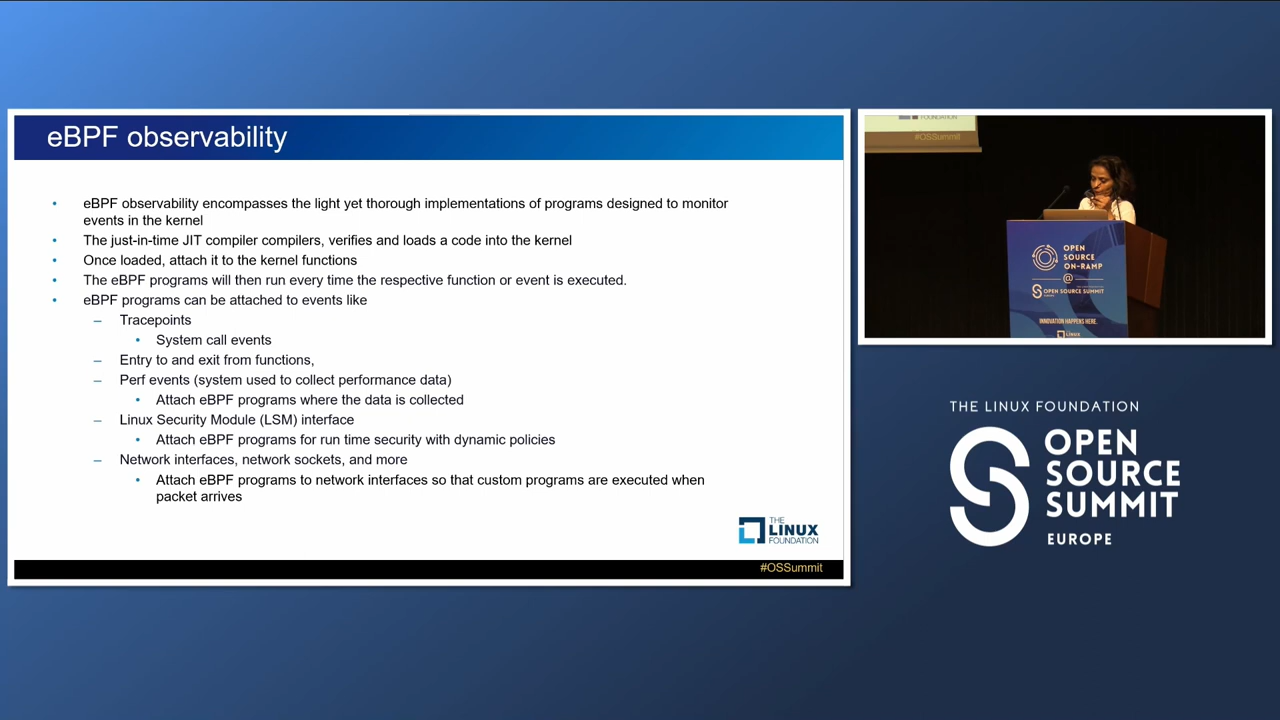 eBPF observability
eBPF observability encompasses the light yet thorough implementations of programs designed to monitor
events in the kernel
The just-in-time JIT compiler compilers, verifies and loads a code into the kernel
Once loaded, attach it to the kernel functions
The eBPF programs will then run every time the respective function or event is executed.
eBPF programs can be attached to events like
Tracepoints
System call events
Entry to and exit from functions,
Perf events (system used to collect performance data)
Attach eBPF programs where the data is collected
Linux Security Module (LSM) interface
Attach eBPF programs for run time security with dynamic policies
Network interfaces, network sockets, and more
Attach eBPF programs to network interfaces so that custom programs are executed when
packet arrives
THE
LINUX
FOUNDATION
#OSSummit
FOUNDATION
#OSSummit
OPEN
SOURCE
ON-RAMP
@
OPEN SOURCE SUMMIT
EUROPE
INNOVATION HAPPENS HERE.
THE LINUX FOUNDATION
OPEN
SOURCE
SUMMIT
EUROPE